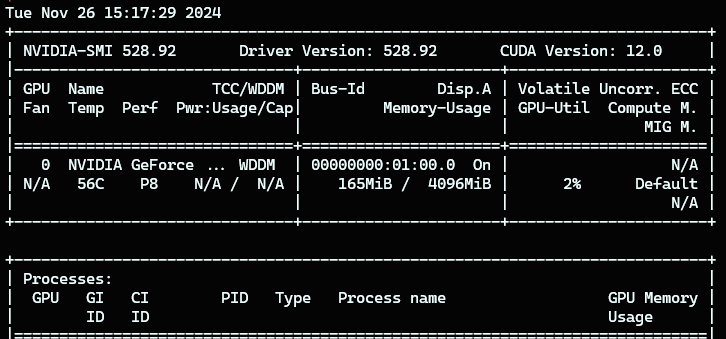 Tue Nov 26 15:17:29 2024
+-----------------------------------------------------------------------------+
| NVIDIA-SMI 528.92       Driver Version: 528.92       CUDA Version: 12.0     |
|-------------------------------+----------------------+----------------------+
| GPU  Name            TCC/WDDM | Bus-Id        Disp.A | Volatile Uncorr. ECC |
| Fan  Temp  Perf  Pwr:Usage/Cap|         Memory-Usage | GPU-Util  Compute M. |
|                               |                      |               MIG M. |
|===============================+======================+======================|
|   0  NVIDIA GeForce ... WDDM  | 00000000:01:00.0  On |                  N/A |
| N/A   56C    P8    N/A /  N/A |    165MiB /  4096MiB |      2%      Default |
|                               |                      |                  N/A |
+-------------------------------+----------------------+----------------------+

+-----------------------------------------------------------------------------+
| Processes:                                                                  |
|  GPU   GI   CI        PID   Type   Process name                  GPU Memory |
|        ID   ID                                                   Usage      |
|=============================================================================|